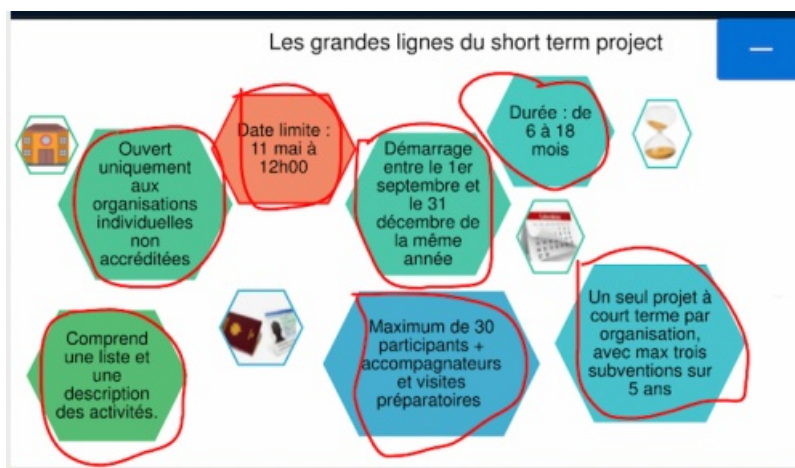 Les grandes lignes du short term project
Ouvert
uniquement
aux
organisations
individuelles
non
accréditées
Date limite :
11 mai à
12h00
Démarrage
entre le 1er
septembre et
le 31
décembre de
la même
année
Durée : de
6 à 18
mois
Comprend
une liste et
une
description
des activités.
Maximum de 30
participants +
accompagnateurs
et visites
préparatoires
Un seul projet à
court terme par
organisation,
avec max trois
subventions sur
5 ans